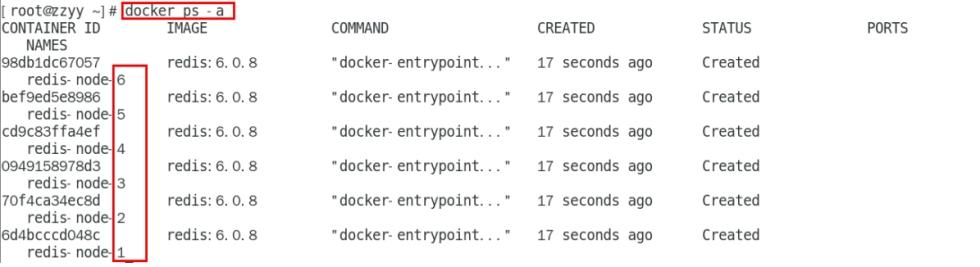 [root@zzyy ~]# docker ps -a
CONTAINER ID IMAGE COMMAND CREATED STATUS PORTS
NAMES
98db1dc67057 redis:6.0.8 "docker-entrypoint..." 17 seconds ago Created
redis-node-6
bef9ed5e8986 redis:6.0.8 "docker-entrypoint..." 17 seconds ago Created
redis-node-5
cd9c83ffa4ef redis:6.0.8 "docker-entrypoint..." 17 seconds ago Created
redis-node-4
0949158978d3 redis:6.0.8 "docker-entrypoint..." 17 seconds ago Created
redis-node-3
70f4ca34ec8d redis:6.0.8 "docker-entrypoint..." 17 seconds ago Created
redis-node-2
6d4bcccd048c redis:6.0.8 "docker-entrypoint..." 17 seconds ago Created
redis-node-1